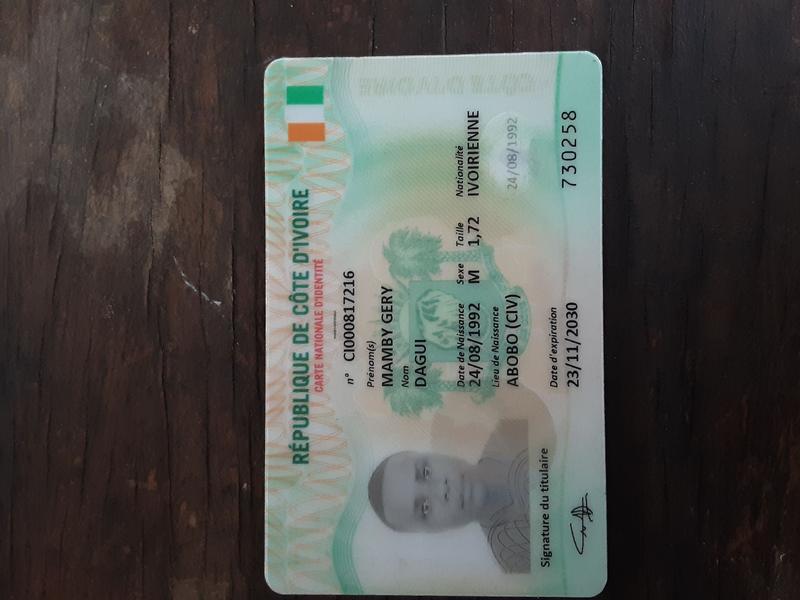 RÉPUBLIQUE DE CÔTE D'IVOIRE
CARTE NATIONALE D'IDENTITÉ
n° CI000817216
Prénom(s)
MAMBY GERY
Nom
DAGUI
Date de Naissance Sexe Taille Nationalité
24/08/1992 M 1,72 IVOIRIENNE
Lieu de Naissance
ABOBO (CIV)
24/08/1992
Date d'expiration
23/11/2030
730258
Signature du titulaire